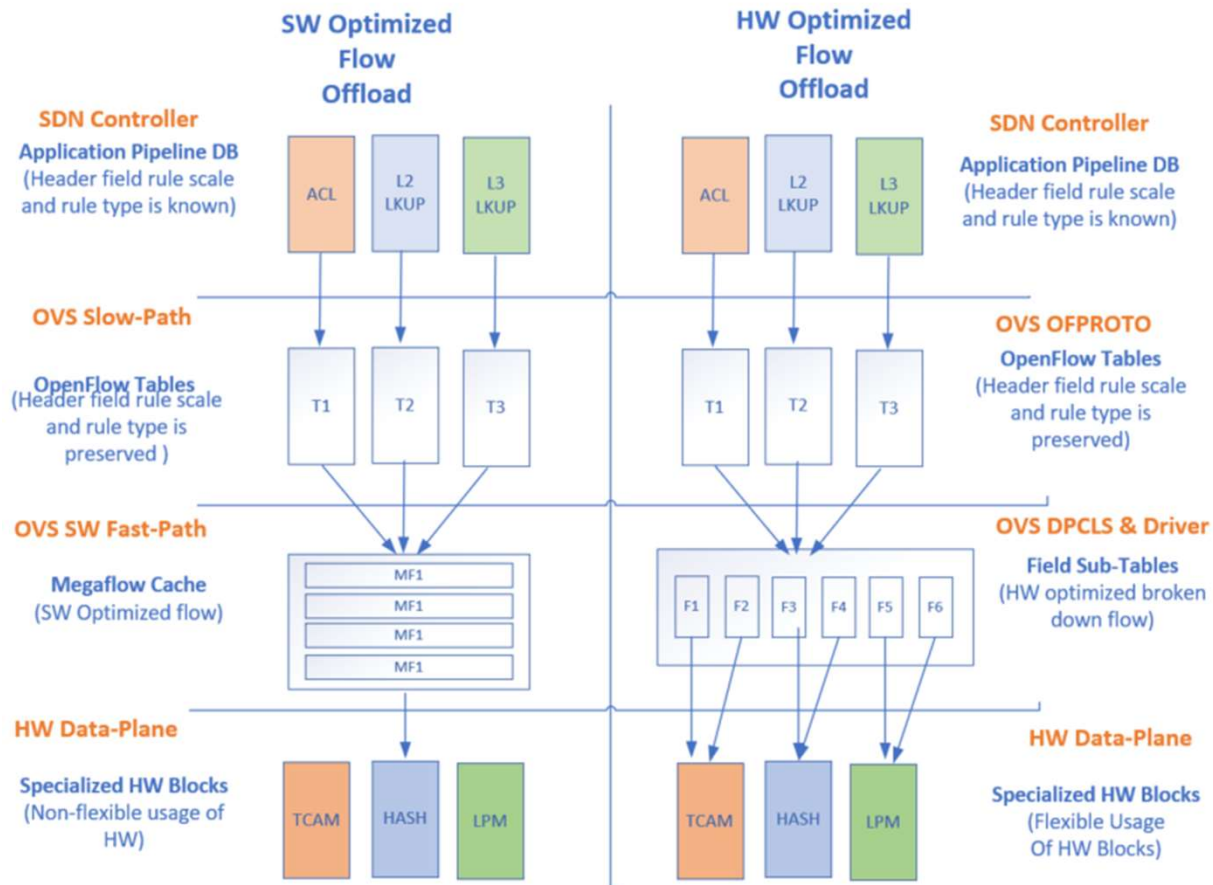 SW Optimized
Flow
Offload
HW Optimized
Flow
Offload
SDN Controller
Application Pipeline DB
(Header field rule scale
and rule type is known)
ACL
L2
LKUP
L3
LKUP
ACL
L2
LKUP
L3
LKUP
SDN Controller
Application Pipeline DB
(Header field rule scale
and rule type is known)
OVS Slow-Path
OpenFlow Tables
(Header field rule scale
and rule type is
preserved )
T1
T2
T3
T1
T2
T3
OVS OFPROTO
OpenFlow Tables
(Header field rule scale
and rule type is
preserved)
OVS SW Fast-Path
Megaflow Cache
(SW Optimized flow)
MF1
MF1
MF1
MF1
F1
F2
F3
F4
F5
F6
OVS DPCLS & Driver
Field Sub-Tables
(HW optimized broken
down flow)
HW Data-Plane
Specialized HW Blocks
(Non-flexible usage of
HW)
TCAM
HASH
LPM
TCAM
HASH
LPM
HW Data-Plane
Specialized HW Blocks
(Flexible Usage
Of HW Blocks)